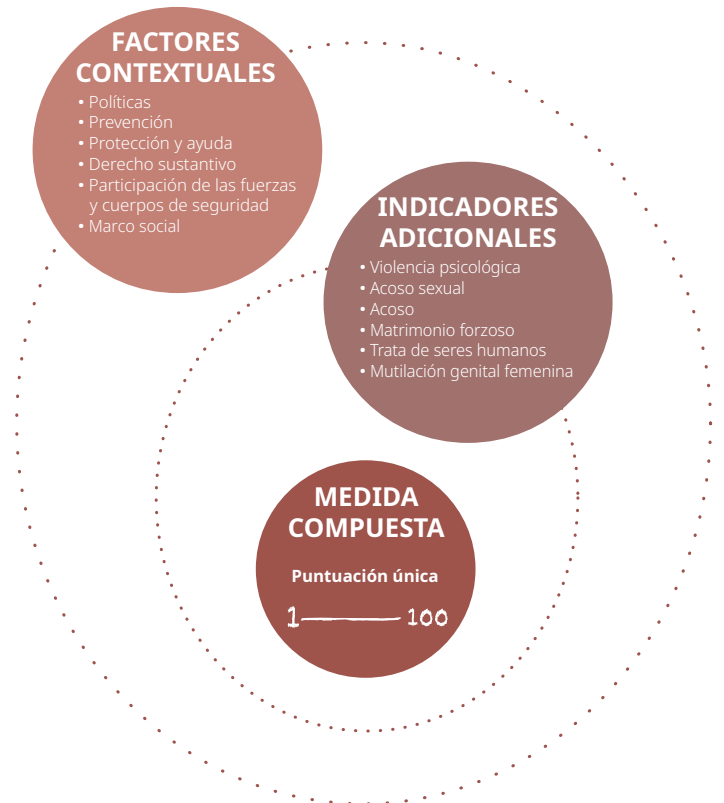 FACTORES
CONTEXTUALES
• Políticas
• Prevención
• Protección y ayuda
• Derecho sustantivo
• Participación de las fuerzas
y cuerpos de seguridad
• Marco social
INDICADORES
ADICIONALES
• Violencia psicológica
• Acoso sexual
• Acoso
• Matrimonio forzoso
• Trata de seres humanos
• Mutilación genital femenina
MEDIDA
COMPUESTA
Puntuación única
1 100